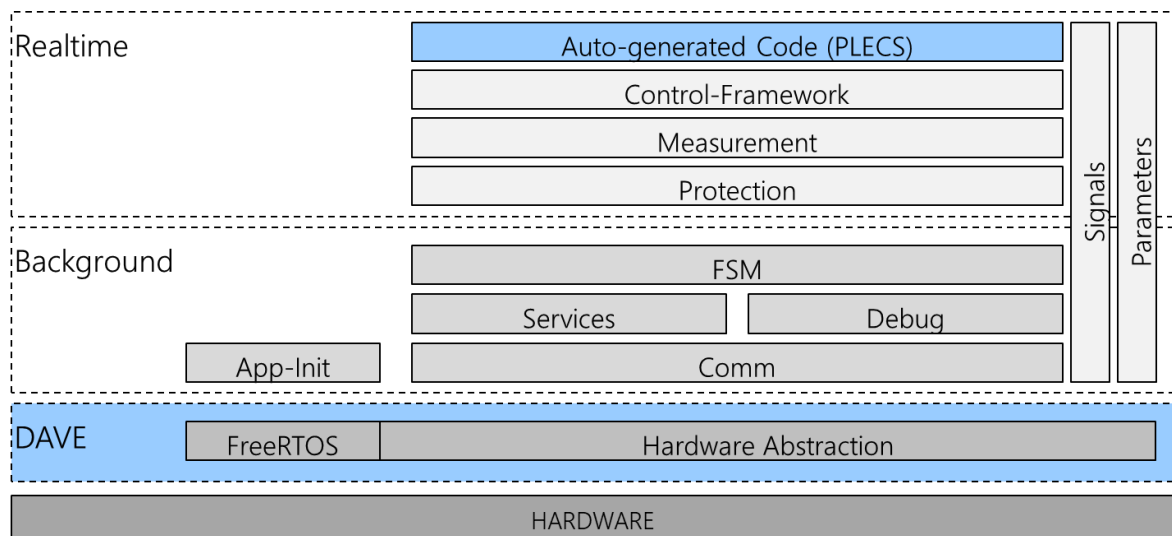 Realtime
Auto-generated Code (PLECS)
Control-Framework
Measurement
Protection
Signals
Parameters
Background
FSM
Services
Debug
App-Init
Comm
DAVE
FreeRTOS
Hardware Abstraction
HARDWARE